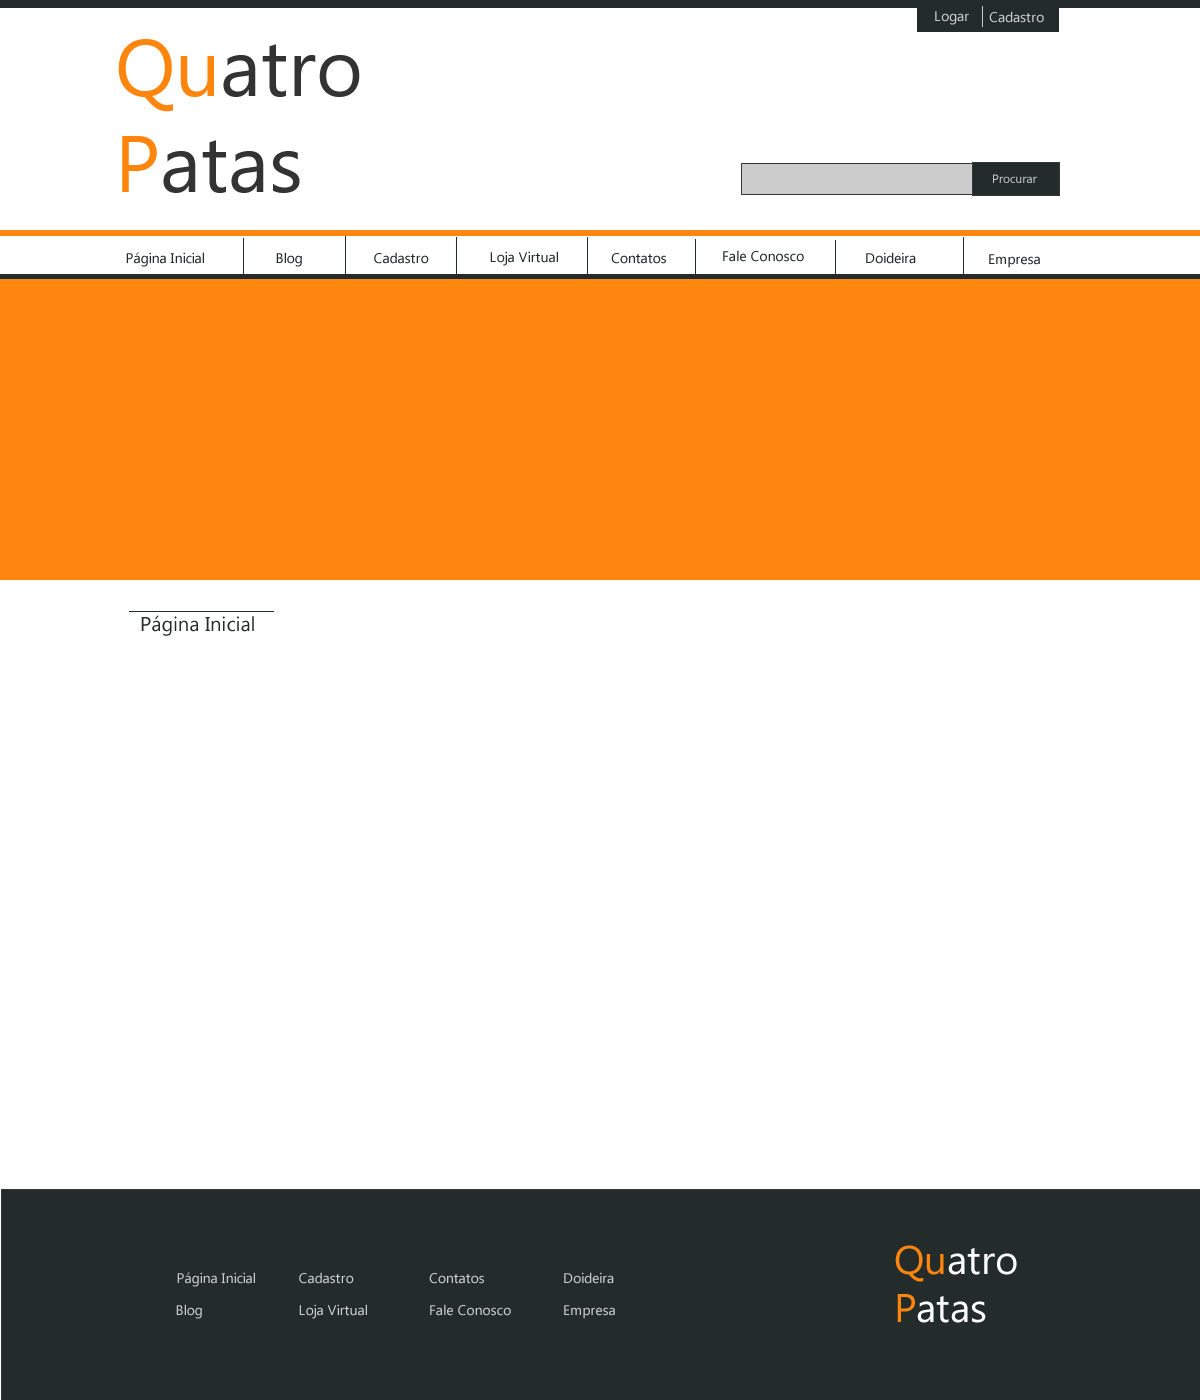 Logar Cadastro
Quatro
Patas
Procurar
Página Inicial Blog Cadastro Loja Virtual Contatos Fale Conosco Doideira Empresa
Página Inicial
Quatro
Patas
Página Inicial Cadastro Contatos Doideira
Blog Loja Virtual Fale Conosco Empresa